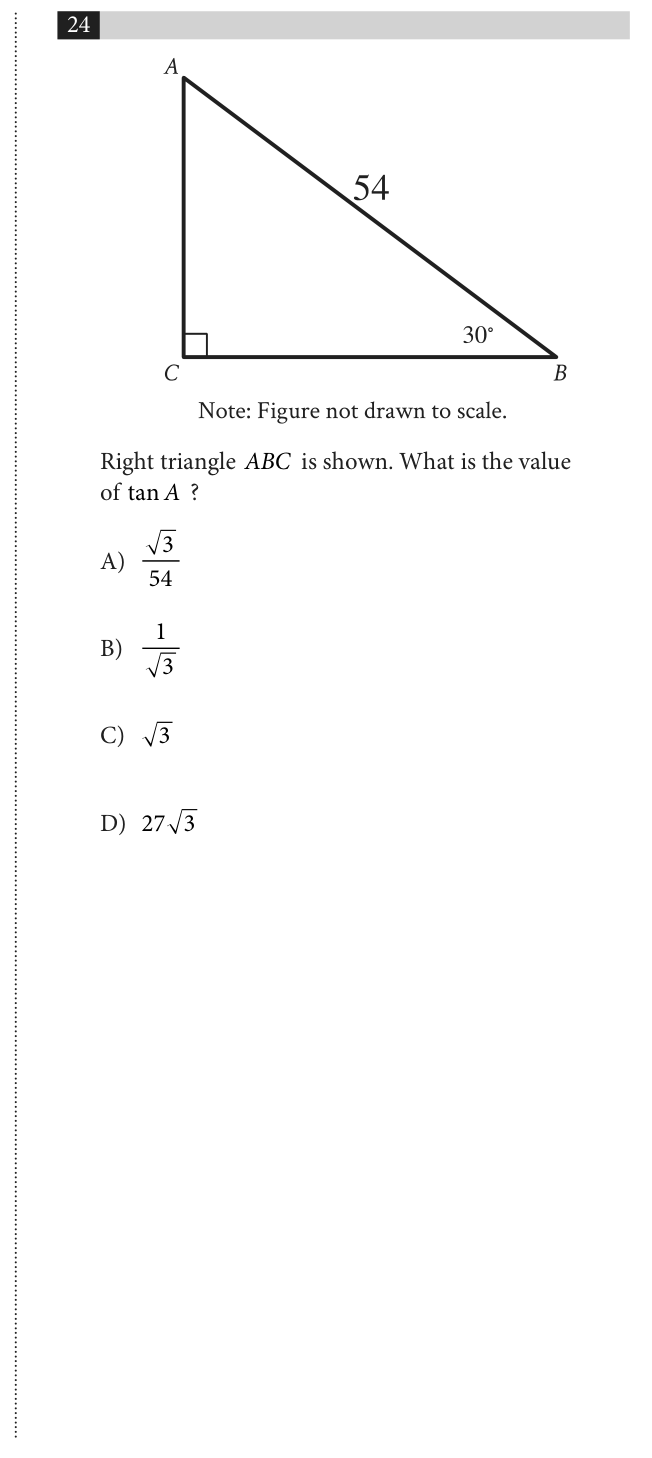 24
A
54
30°
C
B
Note: Figure not drawn to scale.
Right triangle ABC is shown. What is the value
of tan A ?
A) √3/54
B) 1/√3
C) √3
D) 27√3